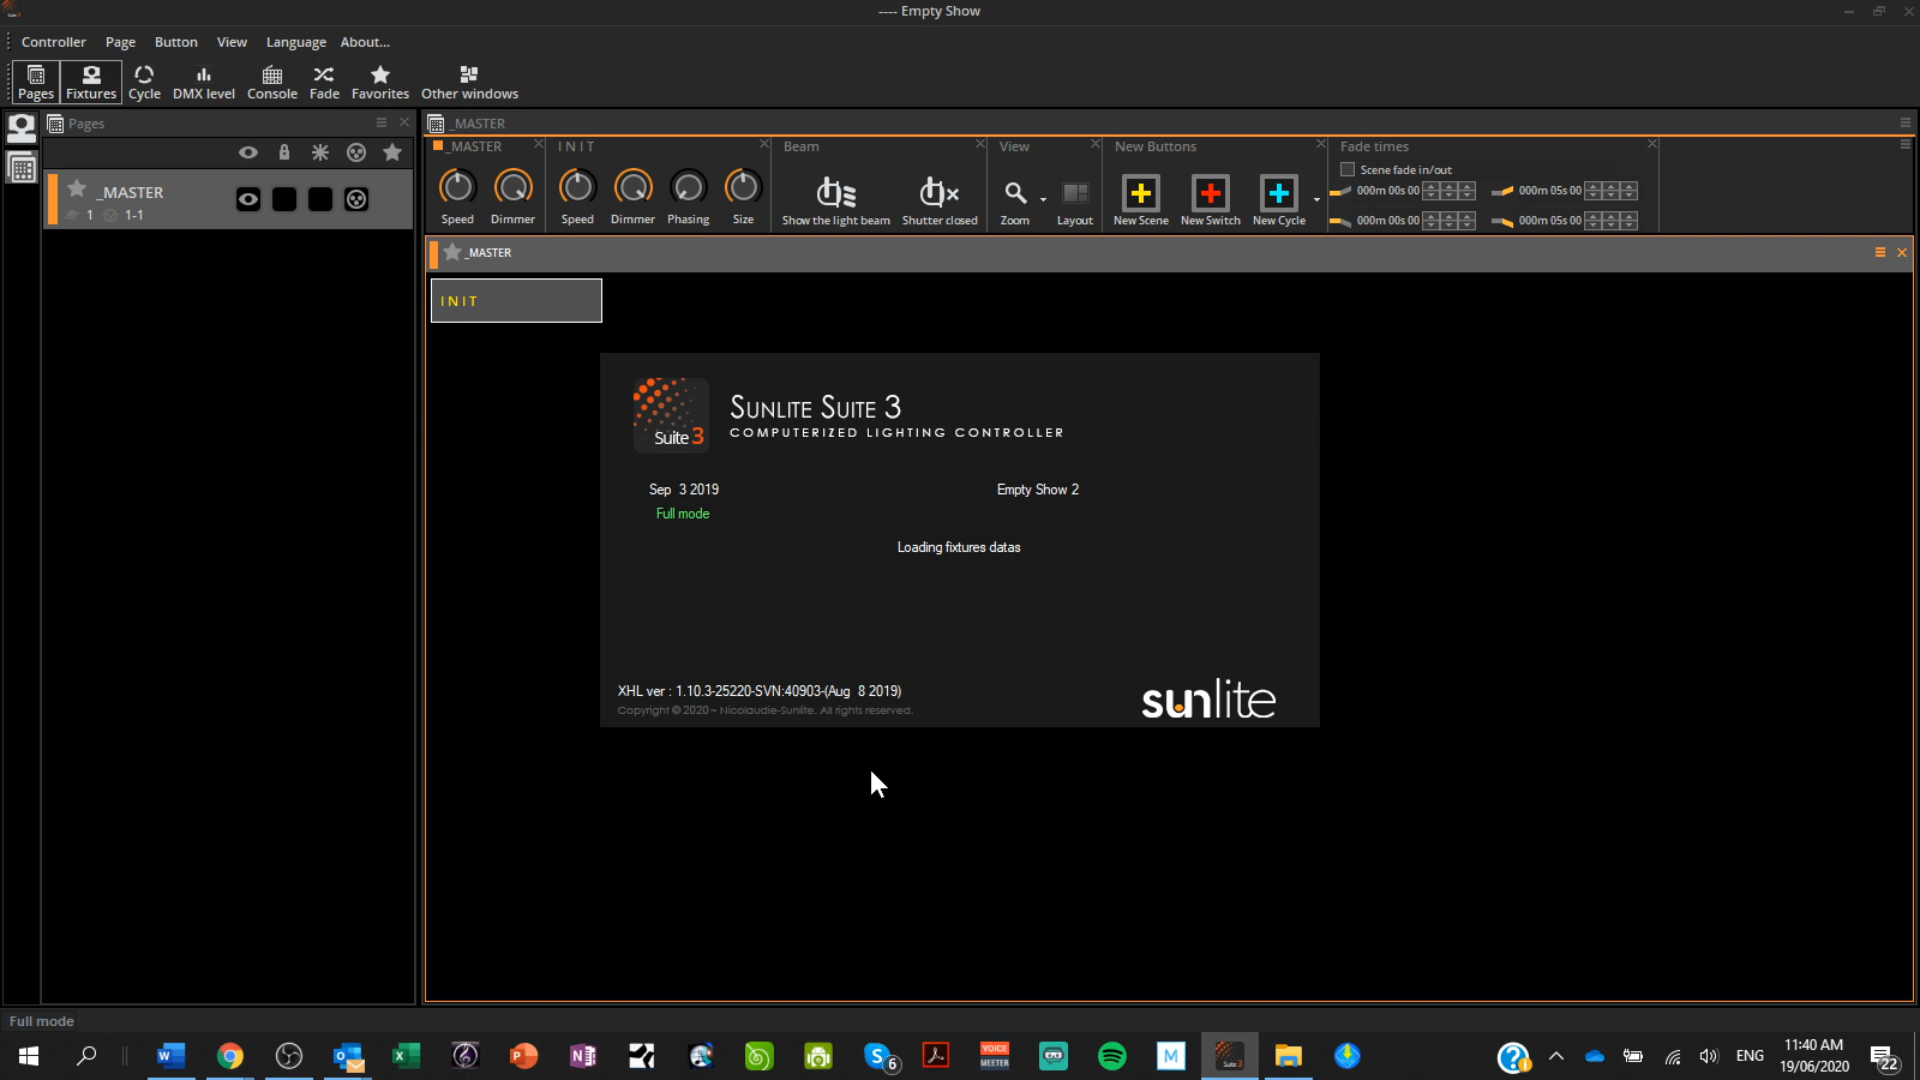 ---- Empty Show
Controller Page Button View Language About...
Pages Fixtures Cycle DMX level Console Fade Favorites Other windows
Pages
_MASTER
1 1-1
_MASTER
_MASTER INIT Beam View New Buttons Fade times
Scene fade in/out
000m 00s 00 000m 05s 00
Speed Dimmer Speed Dimmer Phasing Size Show the light beam Shutter closed Zoom Layout New Scene New Switch New Cycle 000m 00s 00 000m 05s 00
_MASTER
INIT
Suite 3
SUNLITE SUITE 3
COMPUTERIZED LIGHTING CONTROLLER
Sep 3 2019 Empty Show 2
Full mode
Loading fixtures datas
XHL ver : 1.10.3-25220-SVN:40903-(Aug 8 2019)
Copyright © 2020 ~ Nicolaudie-Sunlite. All rights reserved.
sunlite
Full mode
VOICE
MEETER
6
M
ENG
11:40 AM
19/06/2020
22